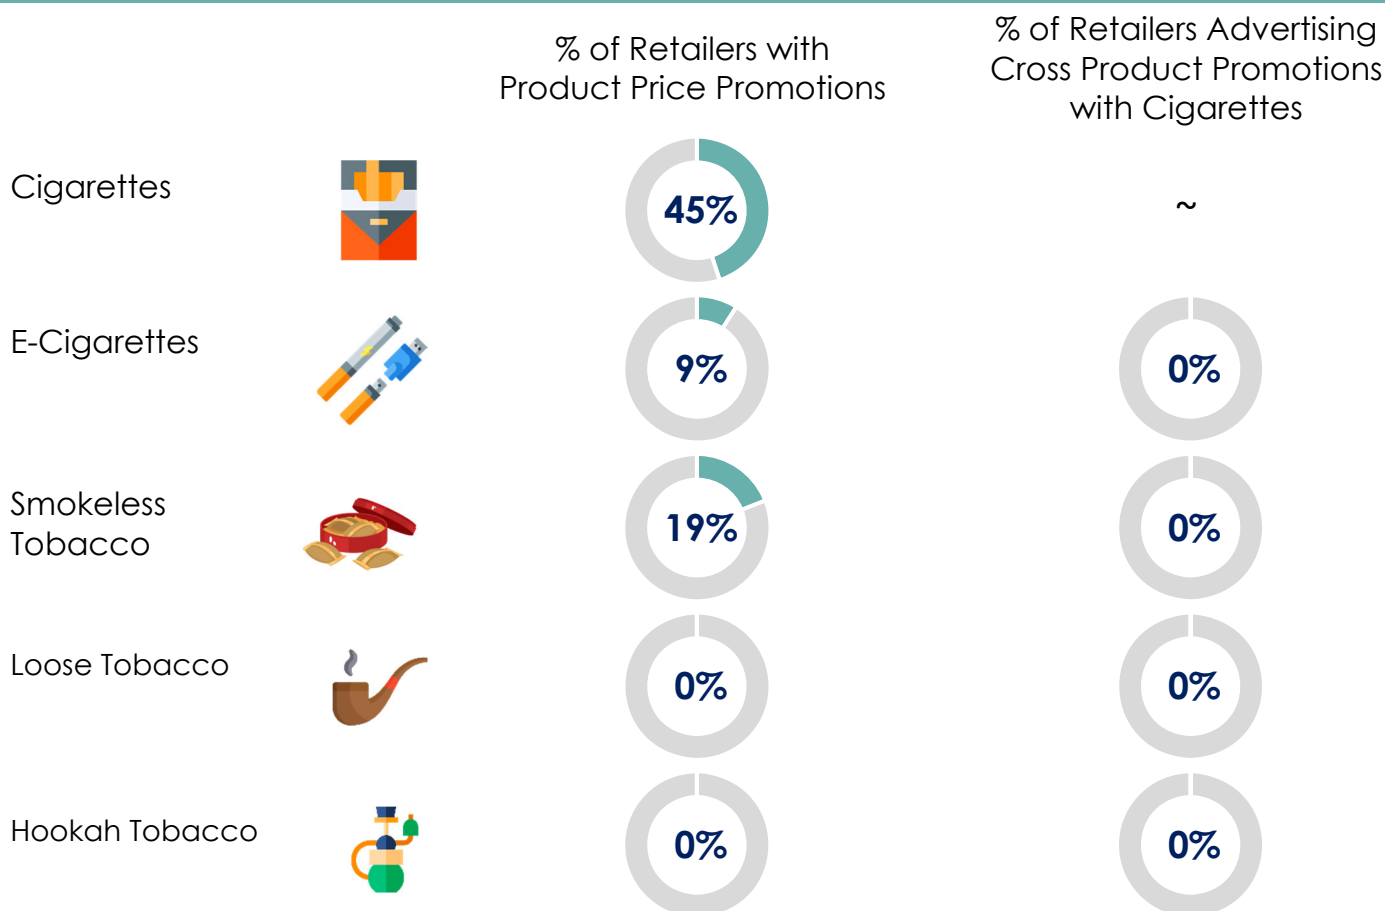 % of Retailers with
Product Price Promotions
% of Retailers Advertising
Cross Product Promotions
with Cigarettes
Cigarettes
45%
~
E-Cigarettes
9%
0%
Smokeless
Tobacco
19%
0%
Loose Tobacco
0%
0%
Hookah Tobacco
0%
0%